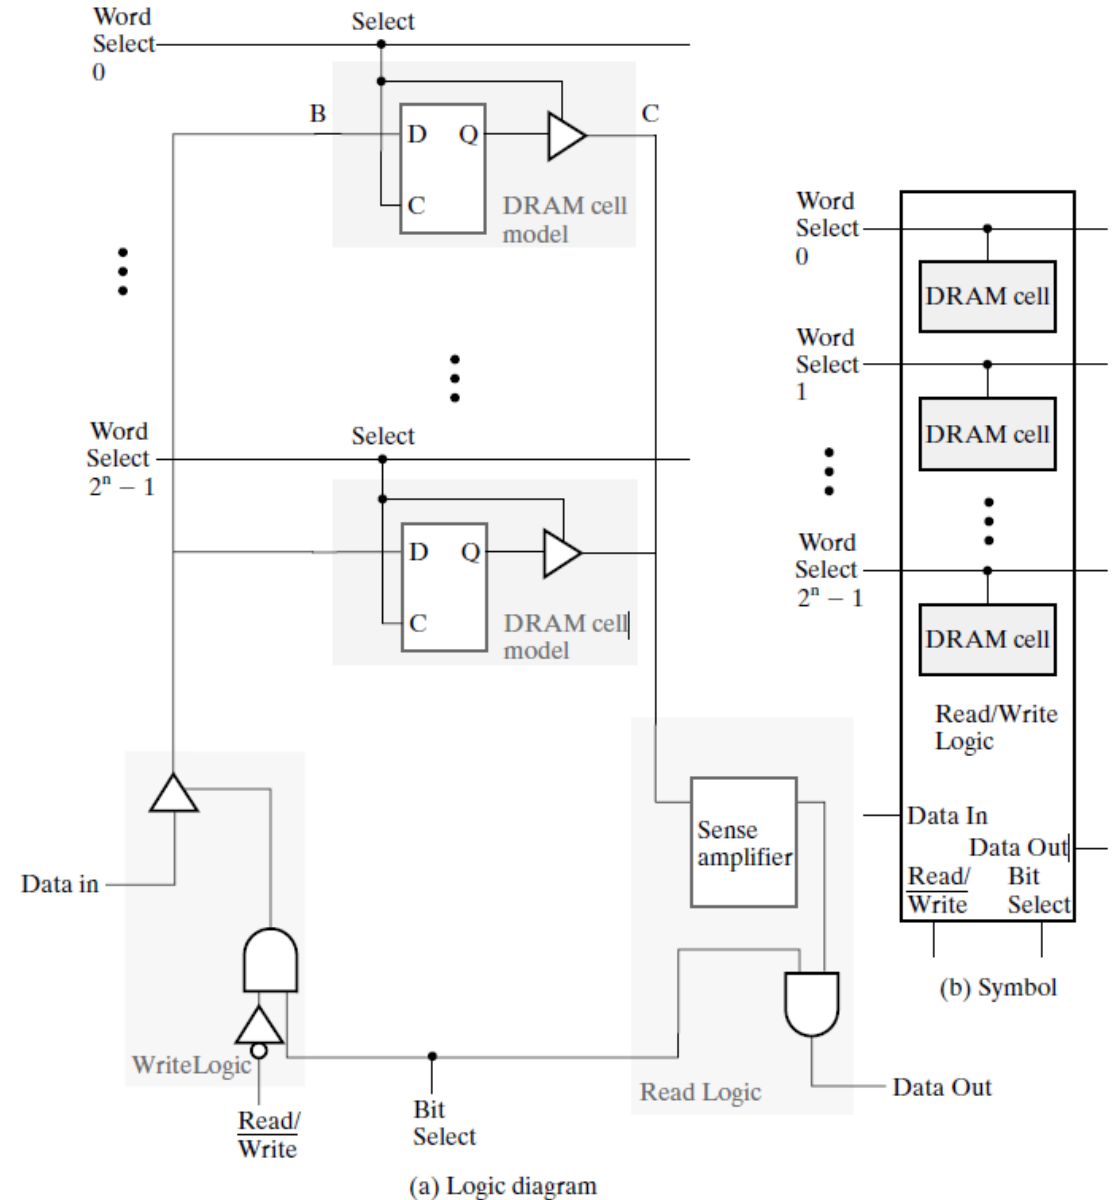 Word
Select
0
Select
B
C
D Q
C
DRAM cell
model
Word
Select
2ⁿ − 1
Select
D Q
C
DRAM cell
model
Sense
amplifier
Data in
WriteLogic
Read/
Write
Bit
Select
Read Logic
Data Out
(a) Logic diagram
Word
Select
0
DRAM cell
Word
Select
1
DRAM cell
Word
Select
2ⁿ − 1
DRAM cell
Read/Write
Logic
Data In
Data Out
Read/ Bit
Write Select
(b) Symbol